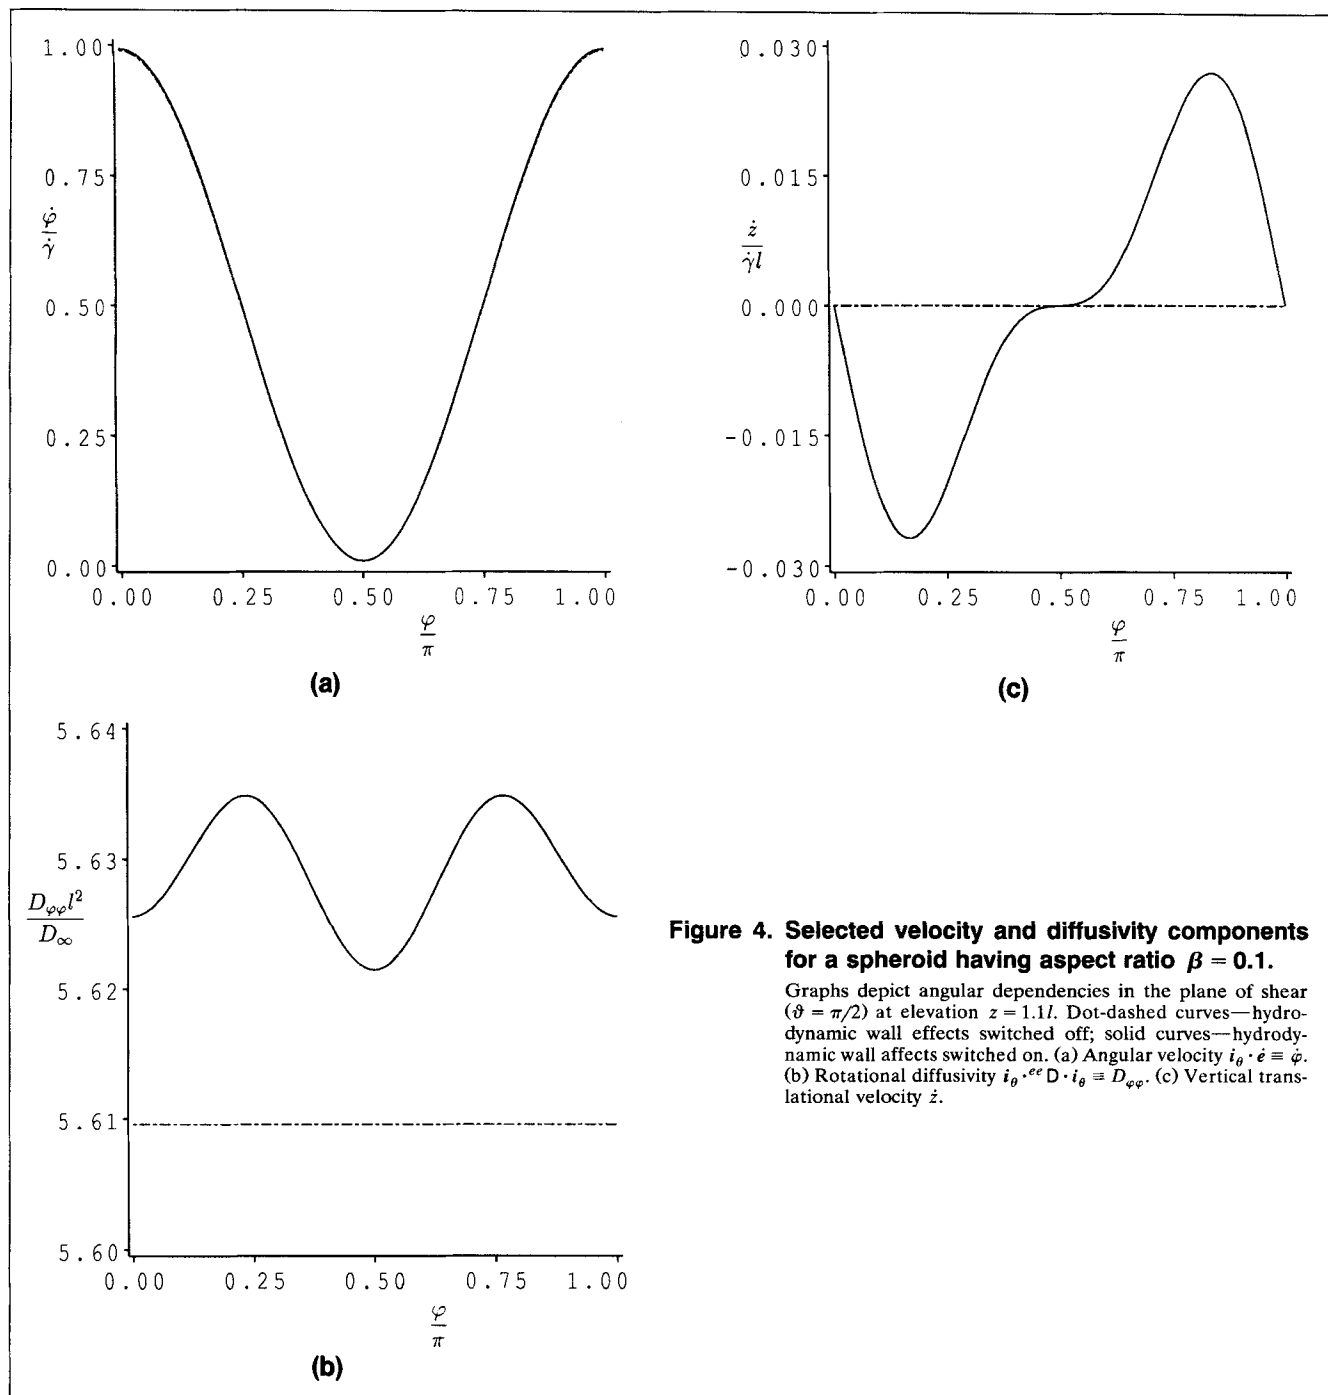 1.00
0.75
φ̇
γ̇
0.50
0.25
0.00
0.00 0.25 0.50 0.75 1.00
φ
π
(a)
0.030
0.015
ż
γ̇l
0.000
-0.015
-0.030
0.00 0.25 0.50 0.75 1.00
φ
π
(c)
5.64
5.63
D_φφ l²
D_∞
5.62
5.61
5.60
0.00 0.25 0.50 0.75 1.00
φ
π
(b)
Figure 4. Selected velocity and diffusivity components
for a spheroid having aspect ratio β = 0.1.
Graphs depict angular dependencies in the plane of shear
(ϑ = π/2) at elevation z = 1.1l. Dot-dashed curves—hydro-
dynamic wall effects switched off; solid curves—hydrody-
namic wall affects switched on. (a) Angular velocity i_θ · ė ≡ φ̇.
(b) Rotational diffusivity i_θ · ^ee D · i_θ ≡ D_φφ. (c) Vertical trans-
lational velocity ż.